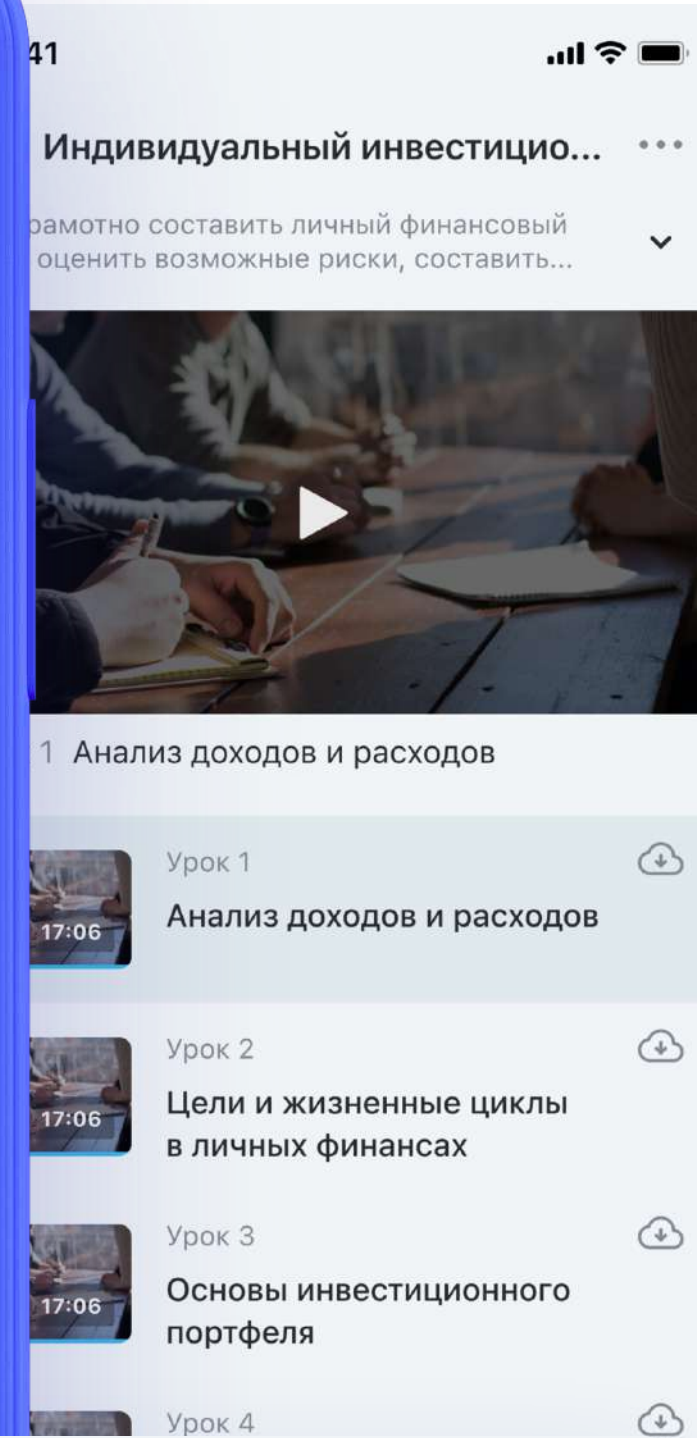 41
Индивидуальный инвестицио...
рамотно составить личный финансовый
оценить возможные риски, составить...
1 Анализ доходов и расходов
Урок 1
17:06
Анализ доходов и расходов
Урок 2
17:06
Цели и жизненные циклы
в личных финансах
Урок 3
17:06
Основы инвестиционного
портфеля
Урок 4